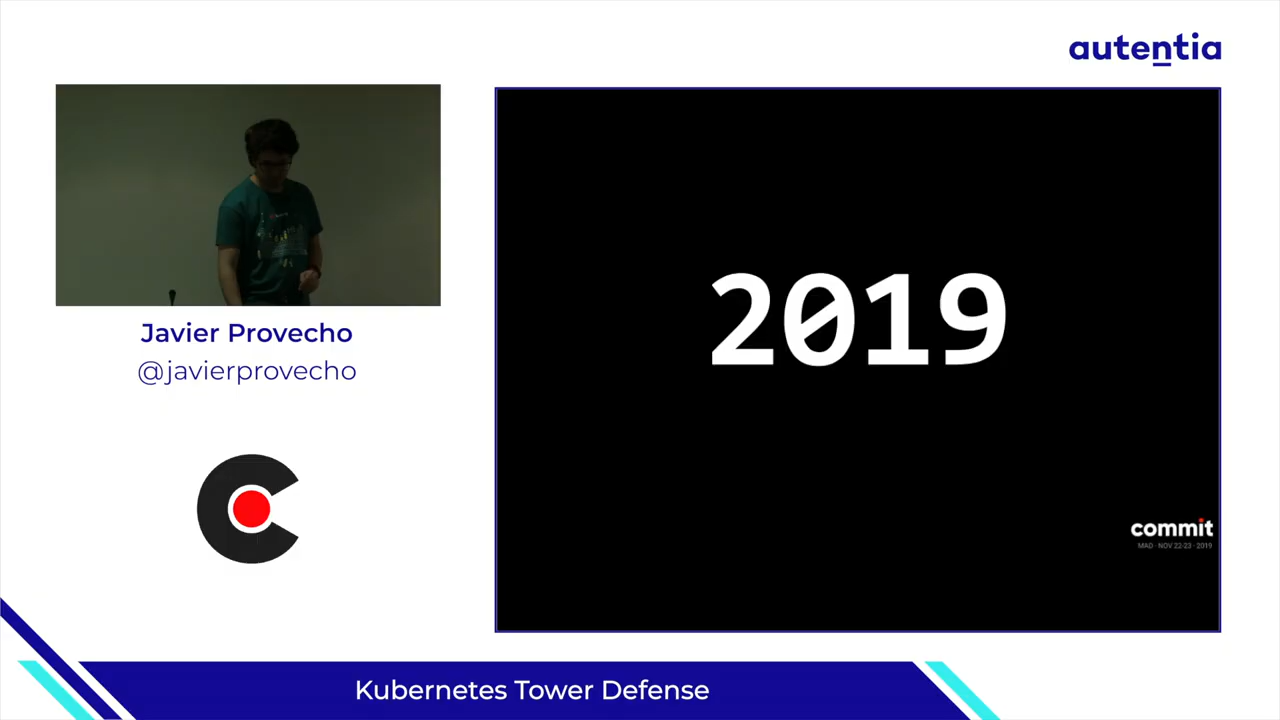 autentia
Javier Provecho
@javierprovecho
2019
commit
MAD · NOV 22-23 · 2019
Kubernetes Tower Defense